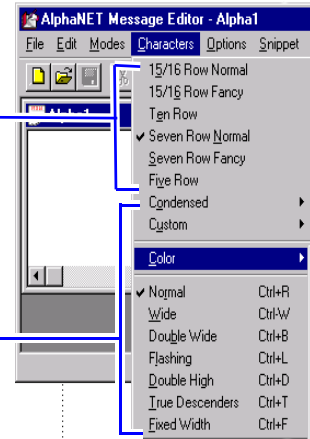 AlphaNET Message Editor - Alpha1
File Edit Modes Characters Options Snippet
Alpha1
15/16 Row Normal
15/16 Row Fancy
Ten Row
Seven Row Normal
Seven Row Fancy
Five Row
Condensed
Custom
Color
Normal Ctrl+R
Wide Ctrl-W
Double Wide Ctrl+B
Flashing Ctrl+L
Double High Ctrl+D
True Descenders Ctrl+T
Fixed Width Ctrl+F